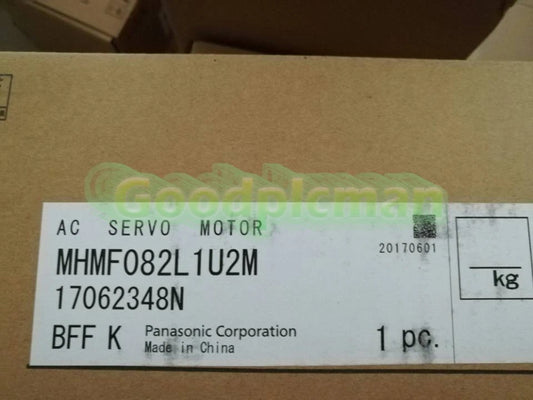 Goodplcman
AC SERVO MOTOR
MHMF082L1U2M
20170601
17062348N
kg
BFF K Panasonic Corporation
Made in China
1 pc.